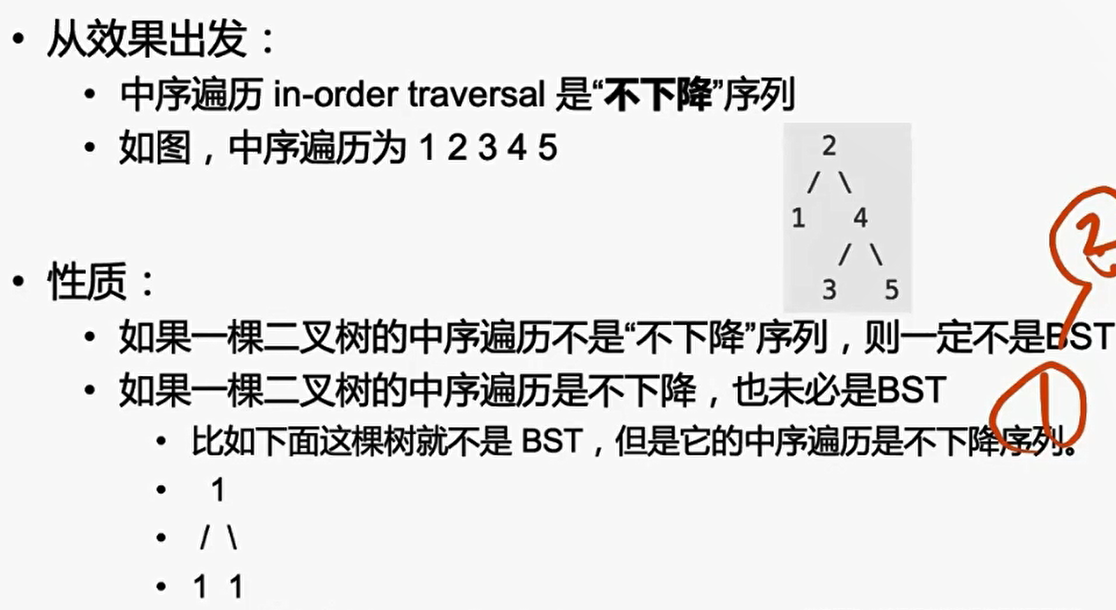 • 从效果出发：
• 中序遍历 in-order traversal 是“不下降”序列
• 如图，中序遍历为 1 2 3 4 5
2
/ \
1 4
/ \
3 5
2
• 性质：
• 如果一棵二叉树的中序遍历不是“不下降”序列，则一定不是BST
• 如果一棵二叉树的中序遍历是不下降，也未必是BST
1
• 比如下面这棵树就不是 BST，但是它的中序遍历是不下降序列。
• 1
• / \
• 1 1